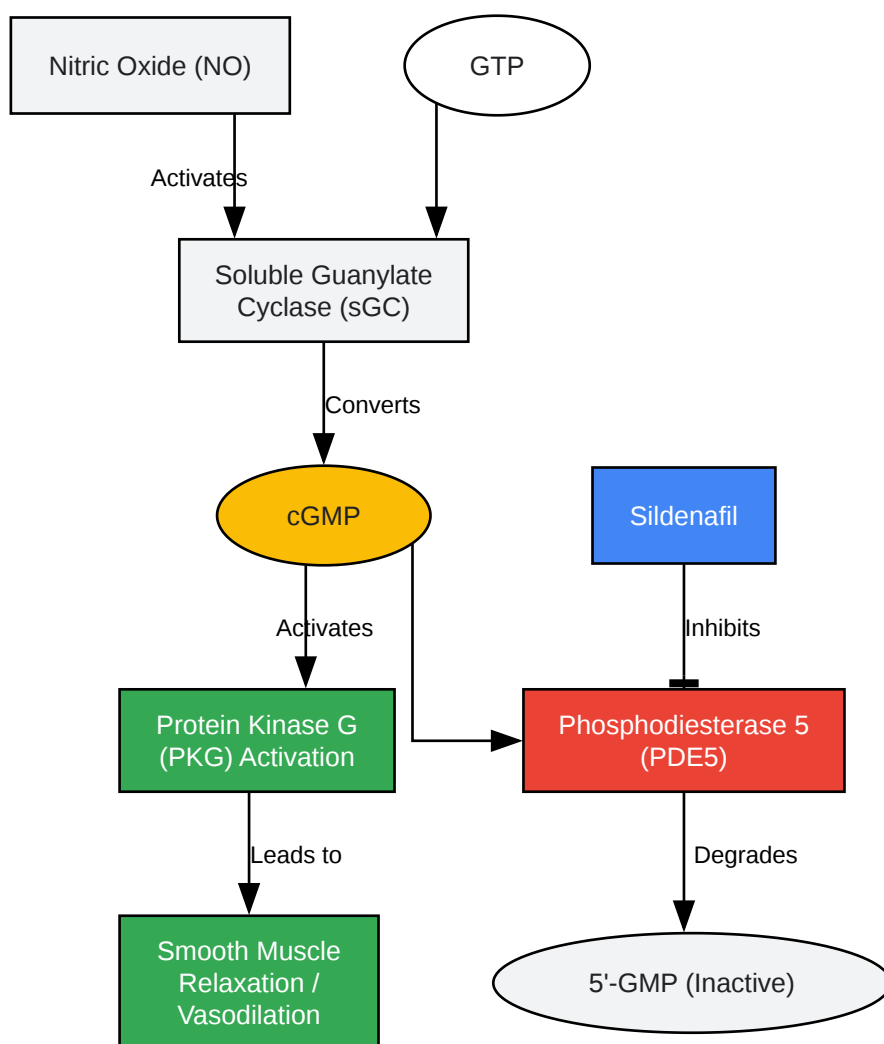 Nitric Oxide (NO)
GTP
Activates
Soluble Guanylate
Cyclase (sGC)
Converts
cGMP
Sildenafil
Activates
Inhibits
Protein Kinase G
(PKG) Activation
Phosphodiesterase 5
(PDE5)
Leads to
Degrades
Smooth Muscle
Relaxation /
Vasodilation
5'-GMP (Inactive)